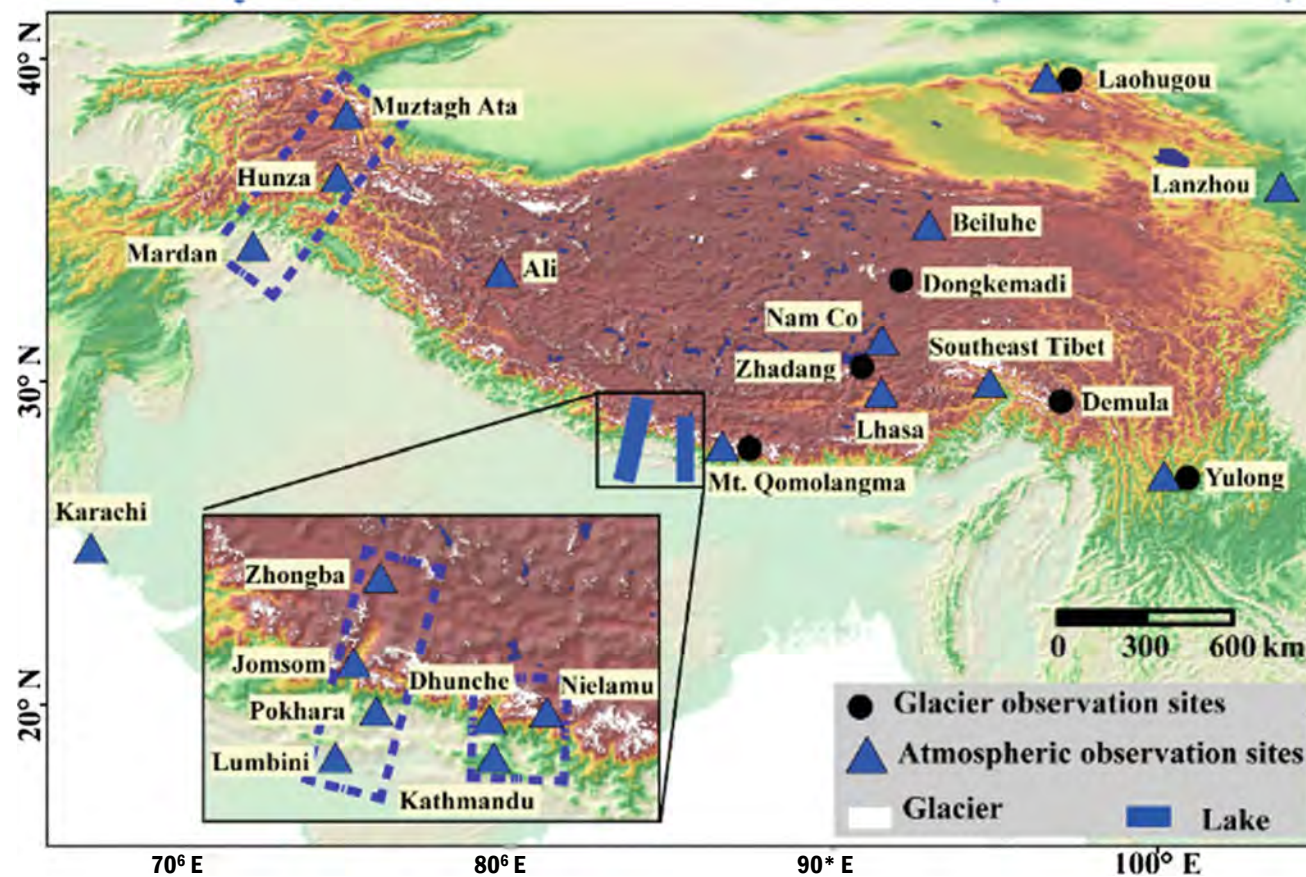 40° N
30° N
20° N
Muztagh Ata
Hunza
Mardan
Ali
Laohugou
Lanzhou
Beiluhe
Dongkemadi
Nam Co
Southeast Tibet
Zhadang
Demula
Lhasa
Mt. Qomolangma
Yulong
Karachi
Zhongba
Jomsom
Dhunche
Nielamu
Pokhara
Lumbini
Kathmandu
0 300 600 km
Glacier observation sites
Atmospheric observation sites
Glacier
Lake
70⁶ E
80⁶ E
90* E
100° E